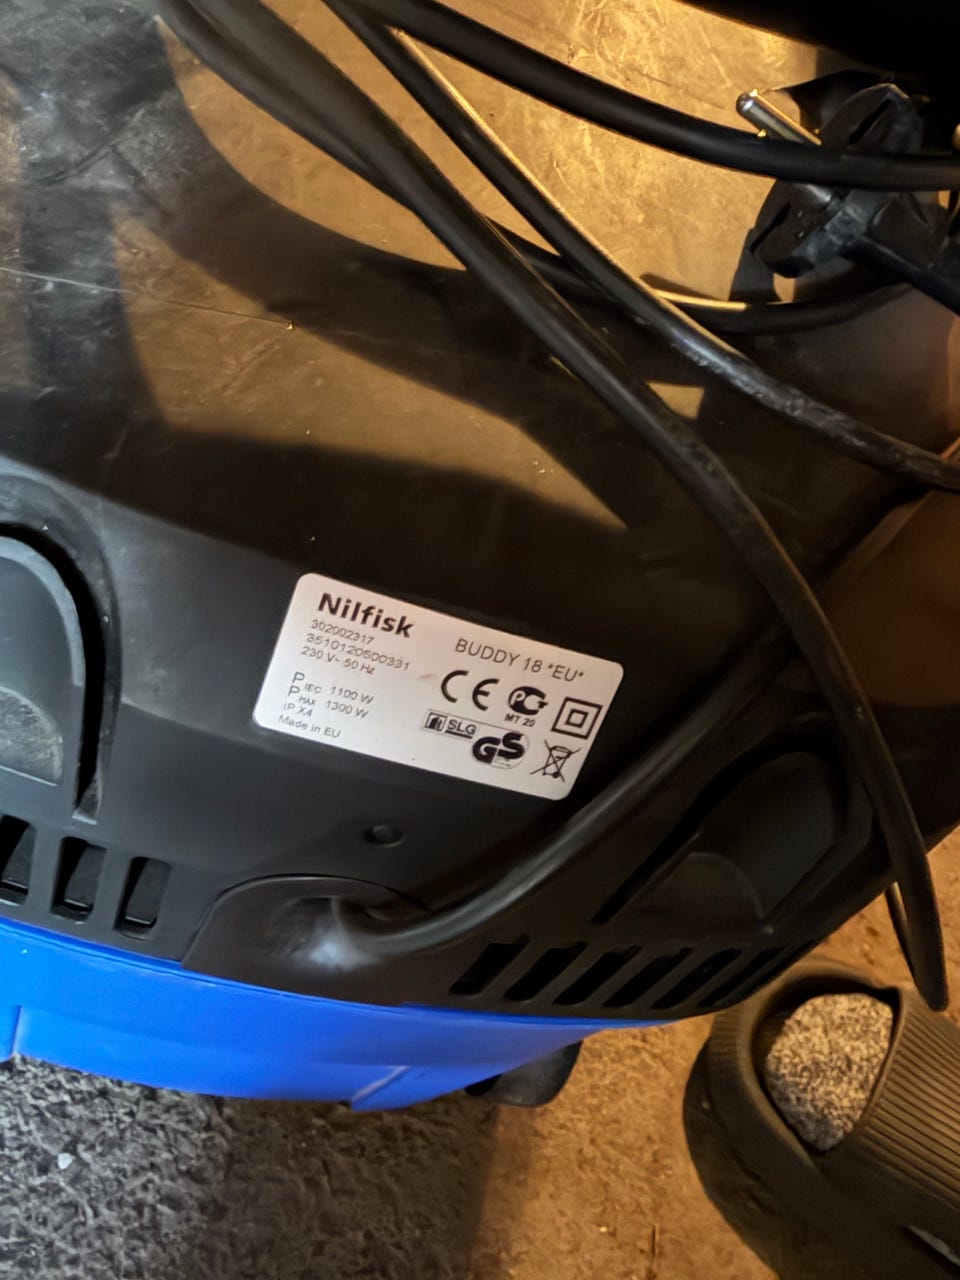 Nilfisk
302002317
3510120500331
230 V~ 50 Hz
P IEC 1100 W
P MAX 1300 W
IP X4
Made in EU
BUDDY 18 "EU"
CE
MT 20
SLG
GS